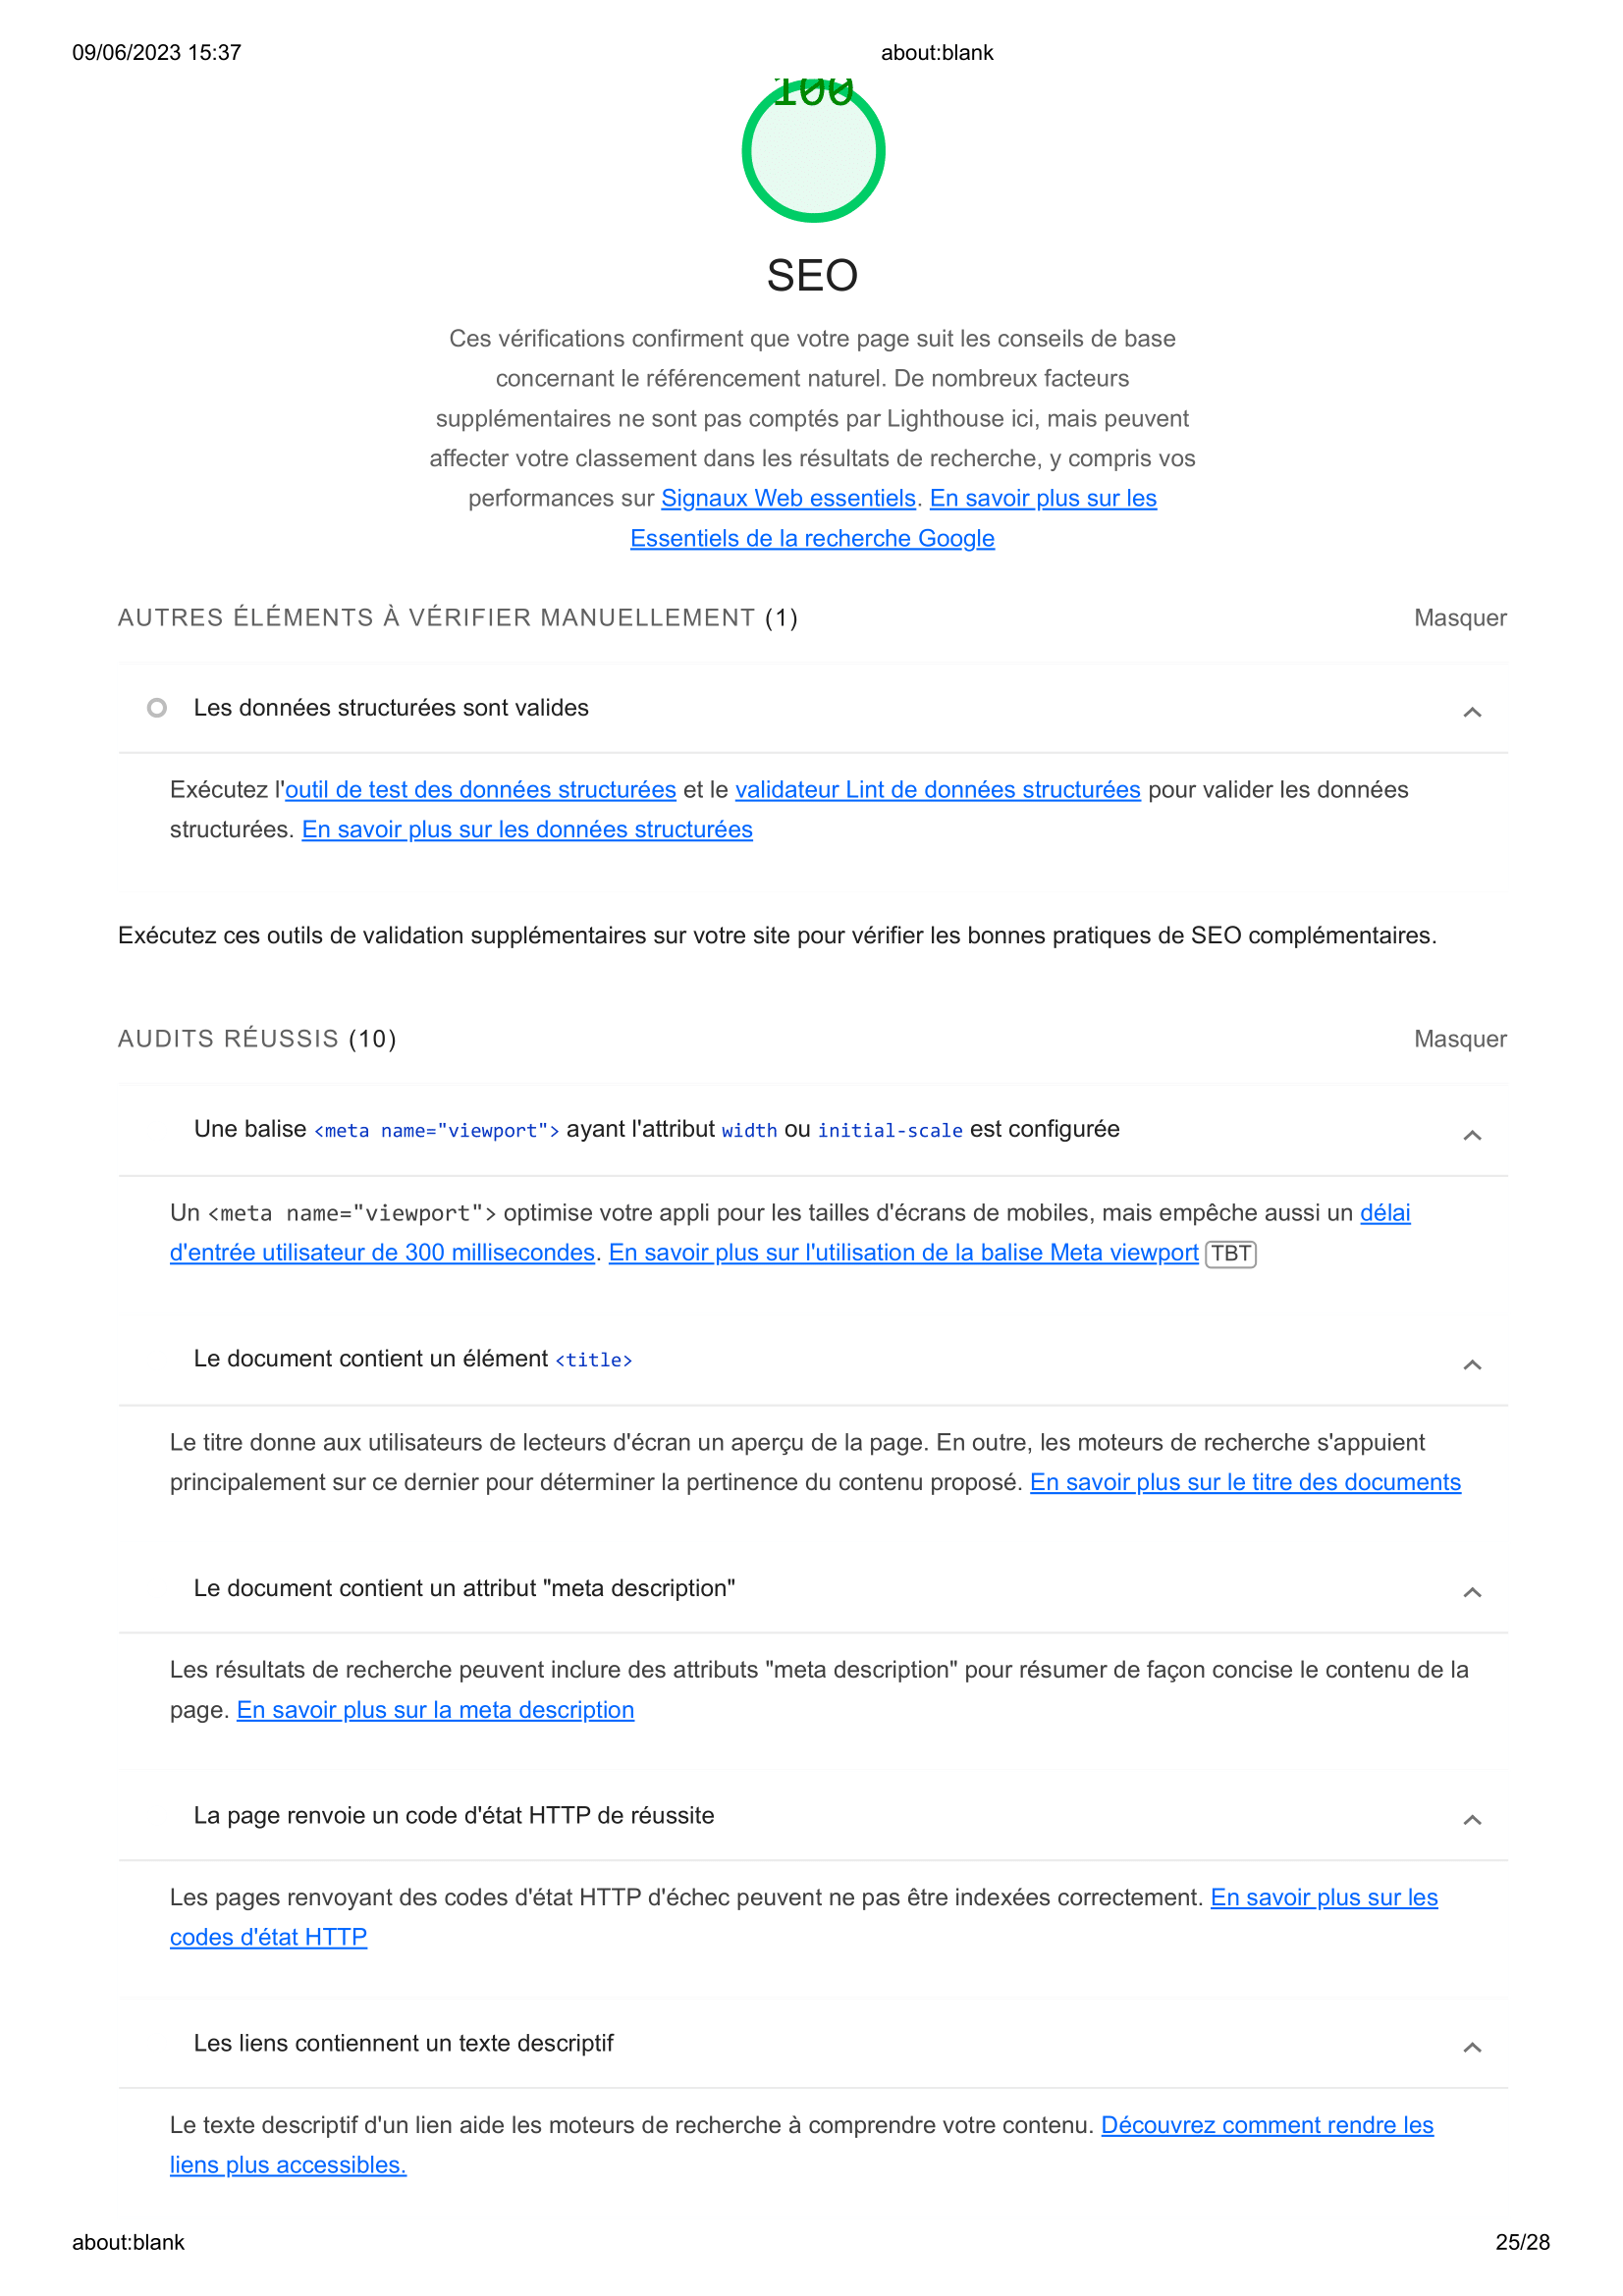 09/06/2023 15:37
about:blank
100
SEO
Ces vérifications confirment que votre page suit les conseils de base
concernant le référencement naturel. De nombreux facteurs
supplémentaires ne sont pas comptés par Lighthouse ici, mais peuvent
affecter votre classement dans les résultats de recherche, y compris vos
performances sur Signaux Web essentiels. En savoir plus sur les
Essentiels de la recherche Google
AUTRES ÉLÉMENTS À VÉRIFIER MANUELLEMENT (1)
Masquer
Les données structurées sont valides
Exécutez l'outil de test des données structurées et le validateur Lint de données structurées pour valider les données
structurées. En savoir plus sur les données structurées
Exécutez ces outils de validation supplémentaires sur votre site pour vérifier les bonnes pratiques de SEO complémentaires.
AUDITS RÉUSSIS (10)
Masquer
Une balise <meta name="viewport"> ayant l'attribut width ou initial-scale est configurée
Un <meta name="viewport"> optimise votre appli pour les tailles d'écrans de mobiles, mais empêche aussi un délai
d'entrée utilisateur de 300 millisecondes. En savoir plus sur l'utilisation de la balise Meta viewport TBT
Le document contient un élément <title>
Le titre donne aux utilisateurs de lecteurs d'écran un aperçu de la page. En outre, les moteurs de recherche s'appuient
principalement sur ce dernier pour déterminer la pertinence du contenu proposé. En savoir plus sur le titre des documents
Le document contient un attribut "meta description"
Les résultats de recherche peuvent inclure des attributs "meta description" pour résumer de façon concise le contenu de la
page. En savoir plus sur la meta description
La page renvoie un code d'état HTTP de réussite
Les pages renvoyant des codes d'état HTTP d'échec peuvent ne pas être indexées correctement. En savoir plus sur les
codes d'état HTTP
Les liens contiennent un texte descriptif
Le texte descriptif d'un lien aide les moteurs de recherche à comprendre votre contenu. Découvrez comment rendre les
liens plus accessibles.
about:blank
25/28